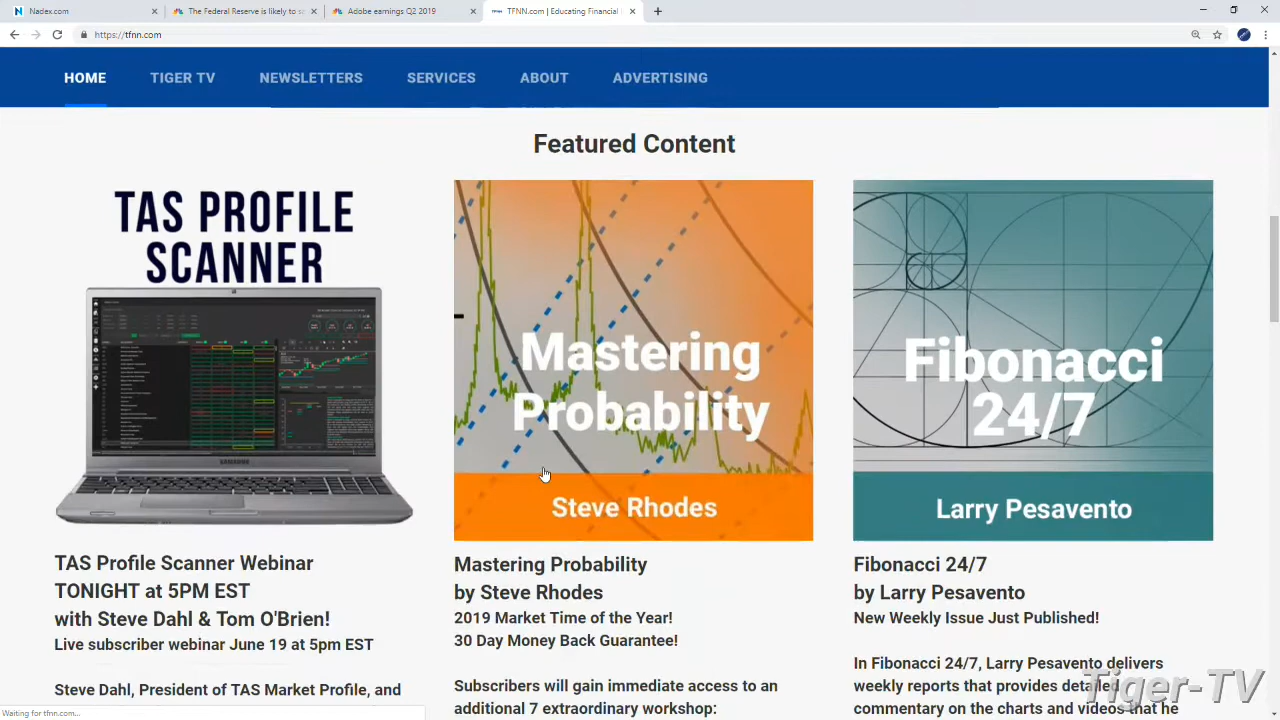 Nadex.com
The Federal Reserve is likely to si
Adobe earnings Q2 2019
TFNN.com | Educating Financial I
https://tfnn.com
HOME
TIGER TV
NEWSLETTERS
SERVICES
ABOUT
ADVERTISING
Featured Content
TAS PROFILE
SCANNER
SAMSUNG
Mastering
Probability
Steve Rhodes
Fibonacci
24/7
Larry Pesavento
TAS Profile Scanner Webinar
TONIGHT at 5PM EST
with Steve Dahl & Tom O'Brien!
Live subscriber webinar June 19 at 5pm EST
Steve Dahl, President of TAS Market Profile, and
Mastering Probability
by Steve Rhodes
2019 Market Time of the Year!
30 Day Money Back Guarantee!
Subscribers will gain immediate access to an
additional 7 extraordinary workshop:
Fibonacci 24/7
by Larry Pesavento
New Weekly Issue Just Published!
In Fibonacci 24/7, Larry Pesavento delivers
weekly reports that provides detailed
commentary on the charts and videos that he
Tiger-TV
Waiting for tfnn.com...